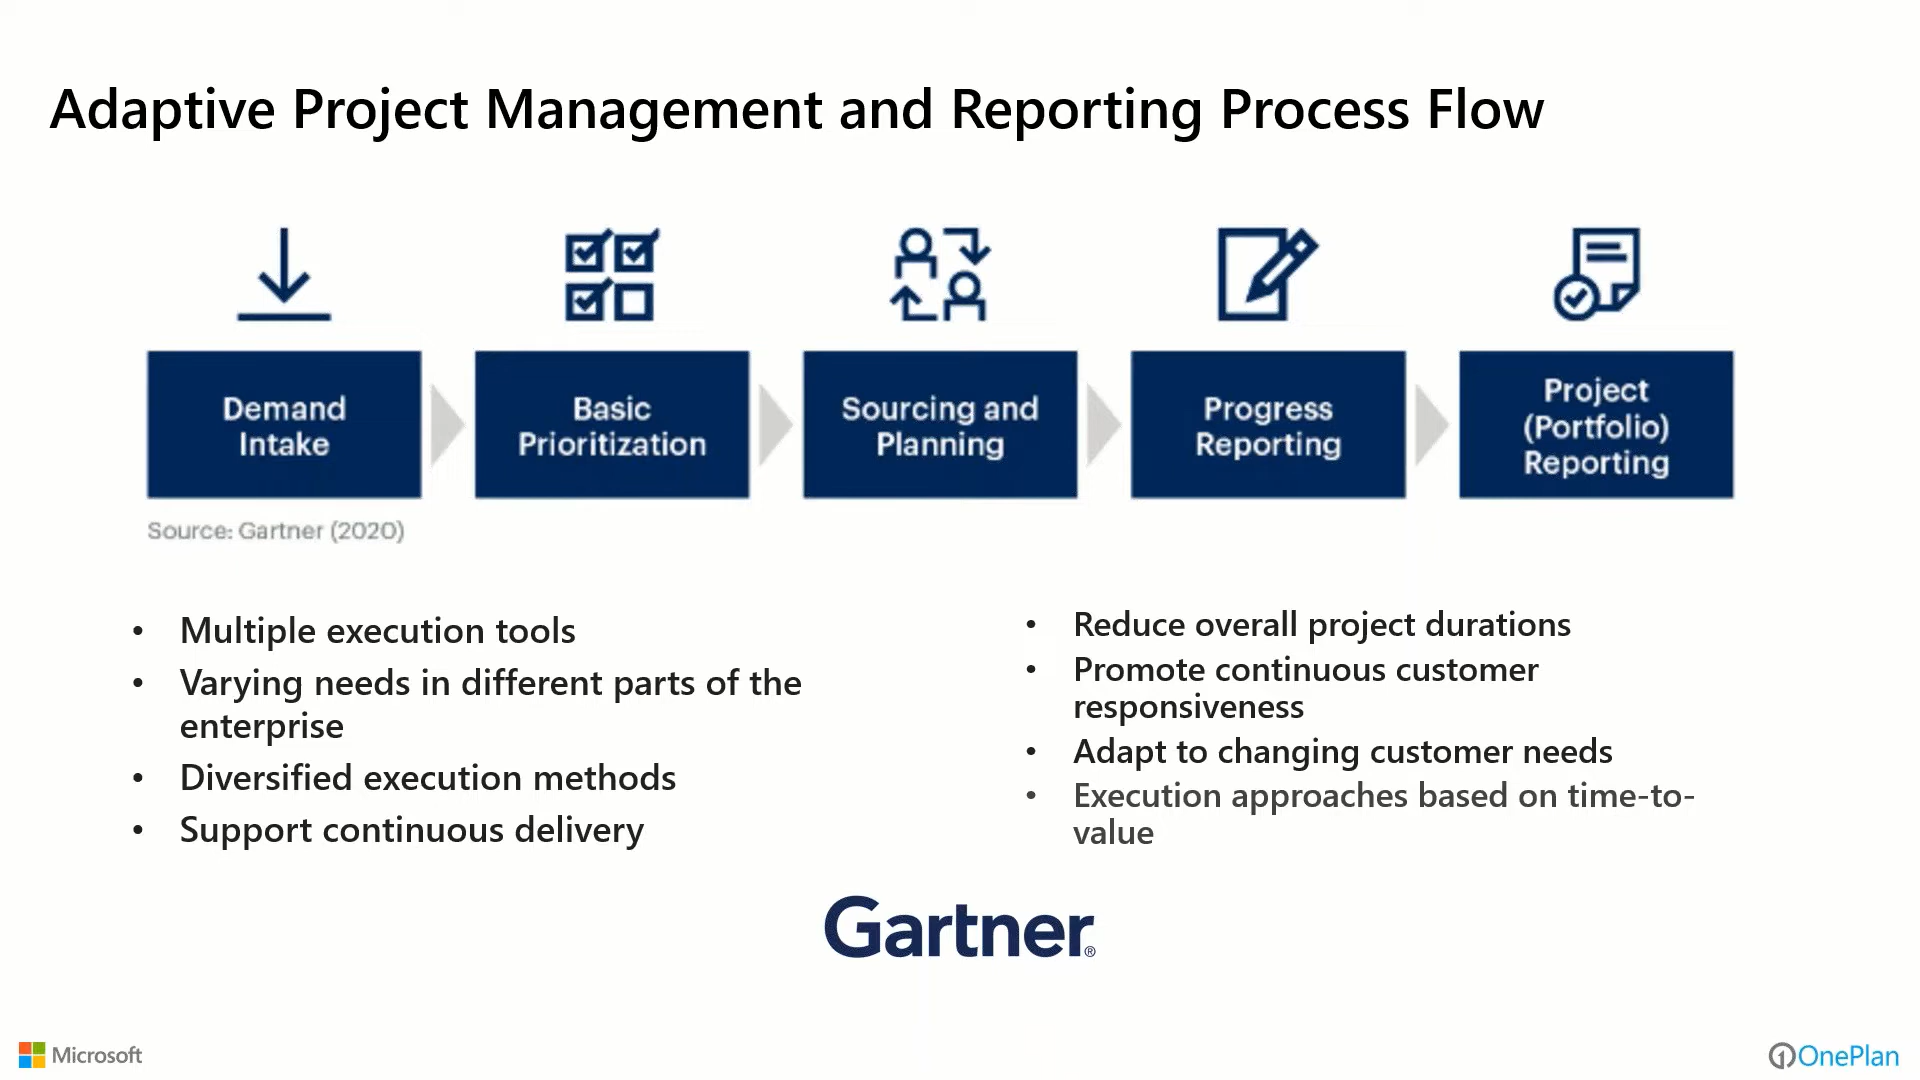 Adaptive Project Management and Reporting Process Flow
Demand
Intake
Basic
Prioritization
Sourcing and
Planning
Progress
Reporting
Project
(Portfolio)
Reporting
Source: Gartner (2020)
• Multiple execution tools
• Varying needs in different parts of the
enterprise
• Diversified execution methods
• Support continuous delivery
• Reduce overall project durations
• Promote continuous customer
responsiveness
• Adapt to changing customer needs
• Execution approaches based on time-to-
value
Gartner®
Microsoft
OnePlan